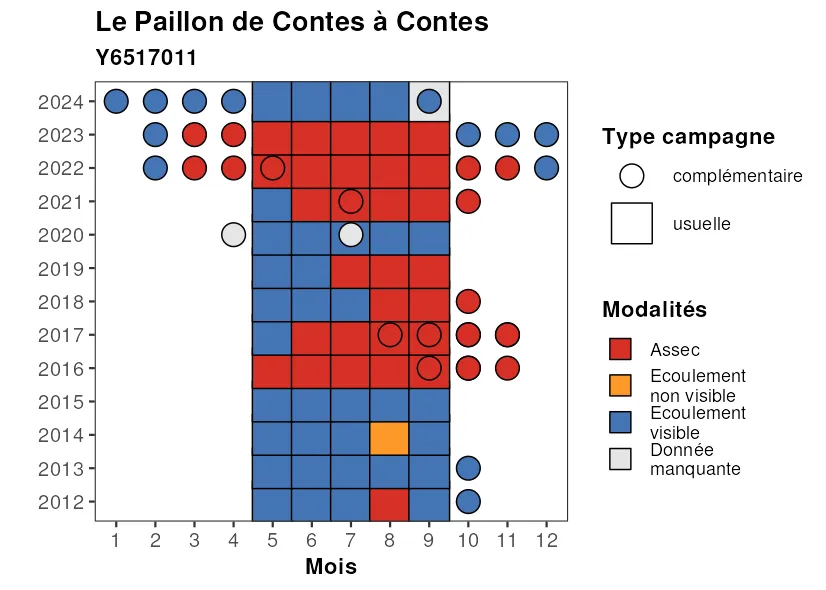 Le Paillon de Contes à Contes
Y6517011
2024
2023
2022
2021
2020
2019
2018
2017
2016
2015
2014
2013
2012
1 2 3 4 5 6 7 8 9 10 11 12
Mois
Type campagne
complémentaire
usuelle
Modalités
Assec
Ecoulement
non visible
Ecoulement
visible
Donnée
manquante